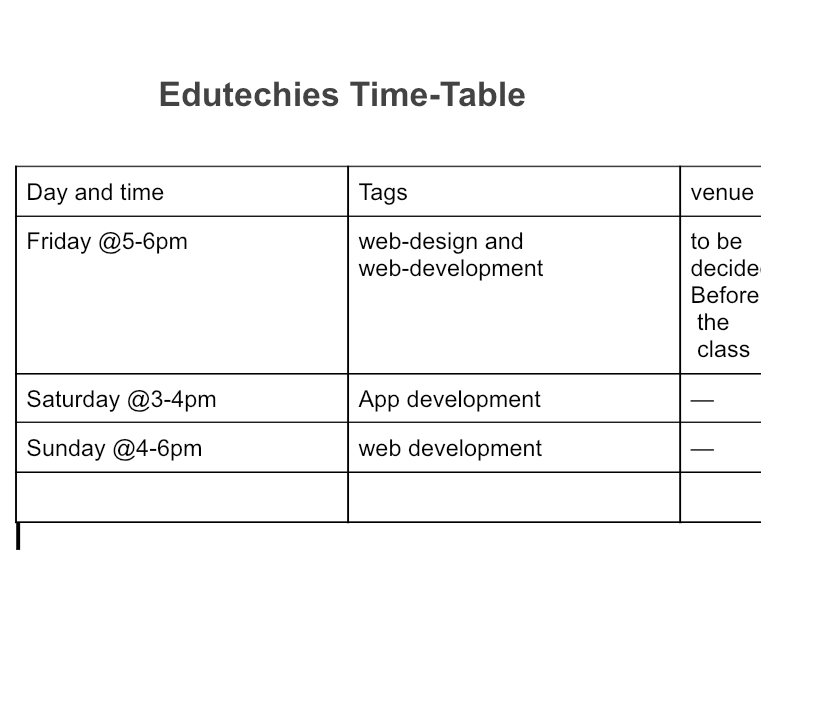 Edutechies Time-Table
Day and time
Tags
venue
Friday @5-6pm
web-design and
web-development
to be
decide
Before
the
class
Saturday @3-4pm
App development
—
Sunday @4-6pm
web development
—